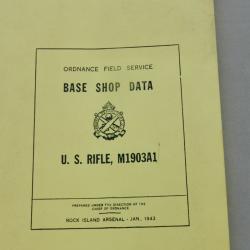 ORDNANCE FIELD SERVICE
BASE SHOP DATA
U. S. RIFLE, M1903A1
PREPARED UNDER THE DIRECTION OF THE
CHIEF OF ORDNANCE
ROCK ISLAND ARSENAL - JAN., 1943